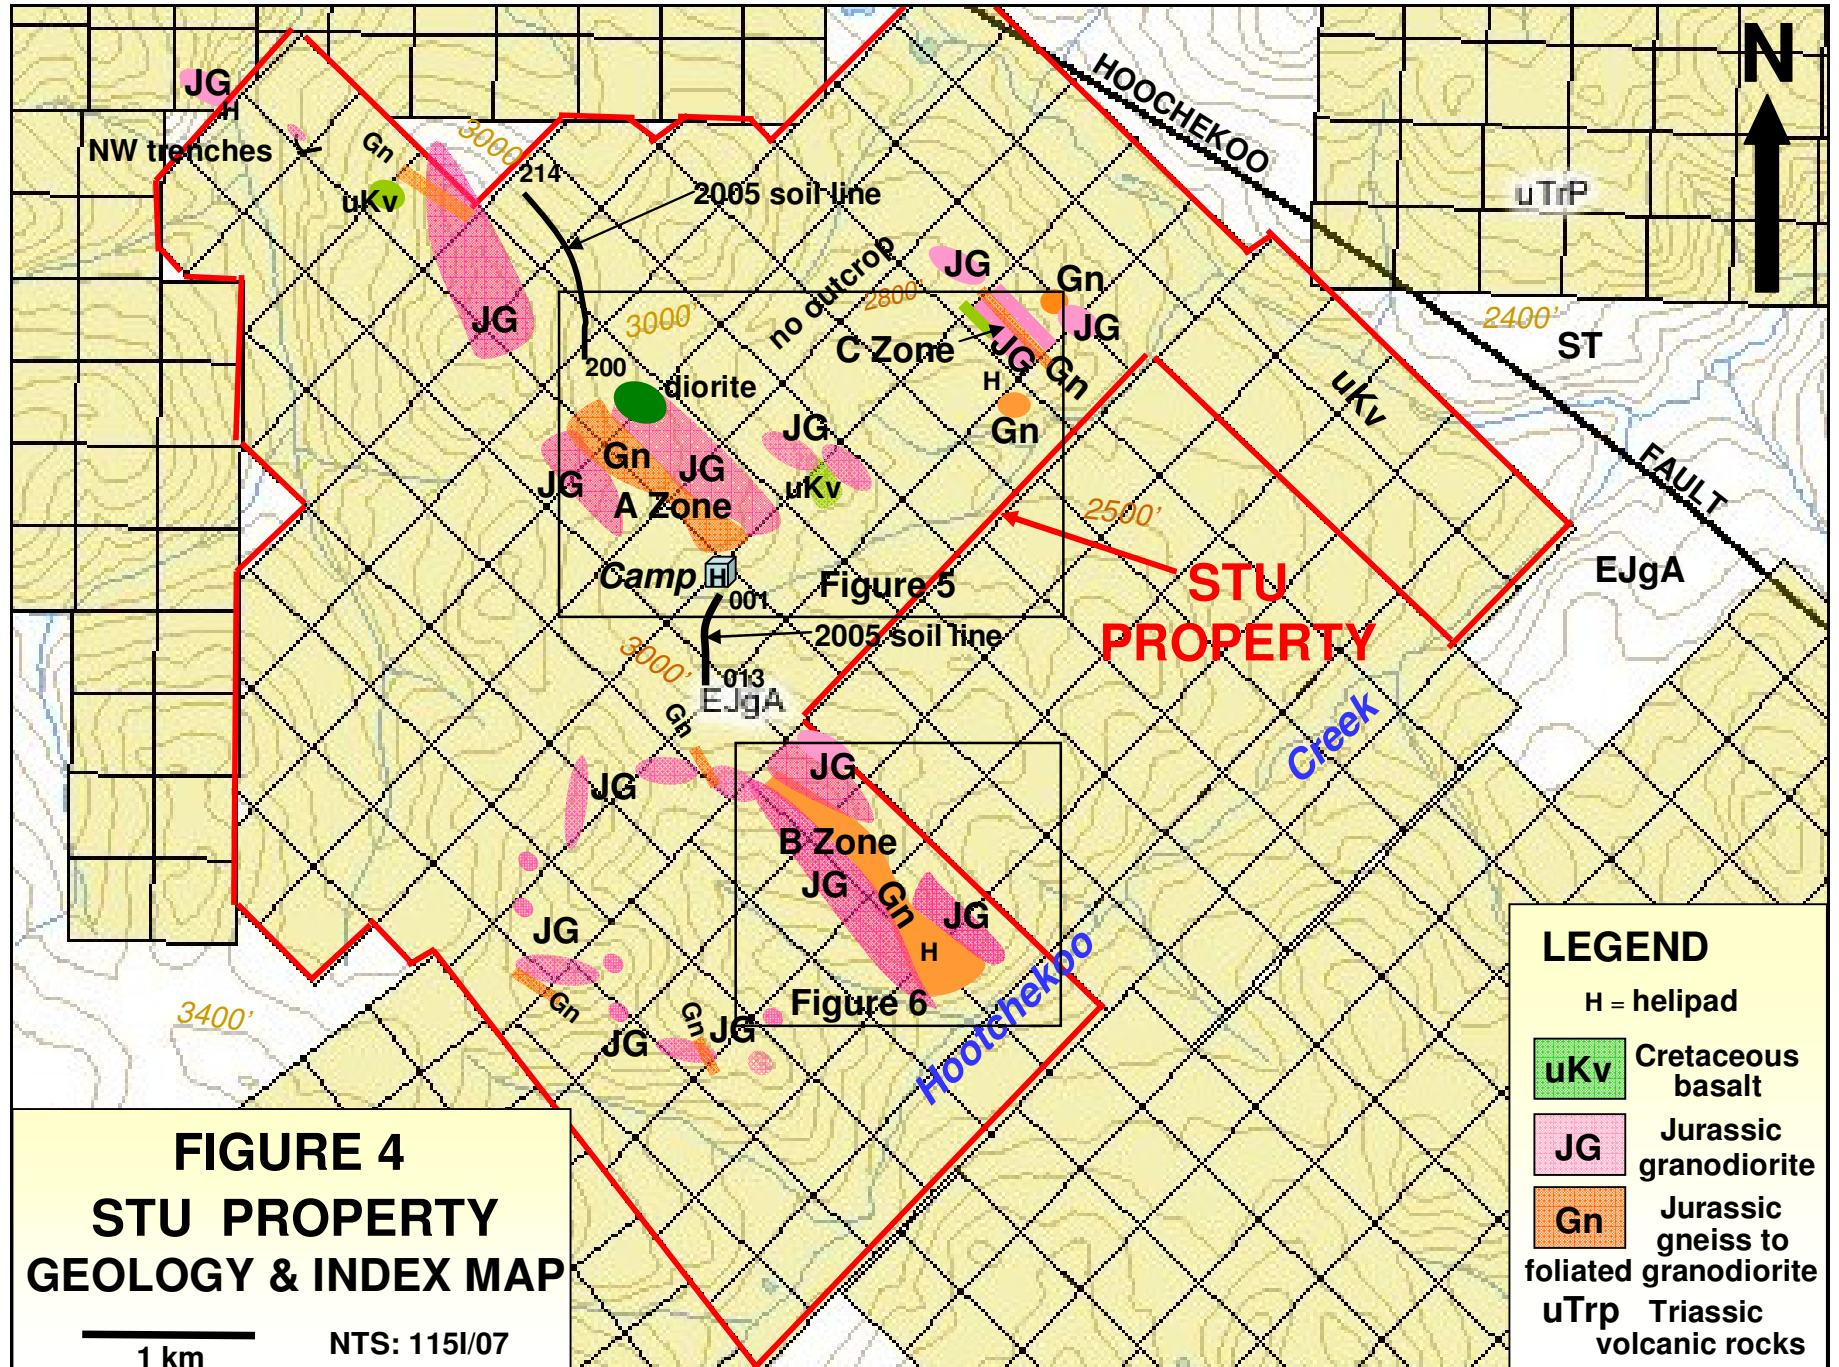 N
HOOCHEKOO
JG
H
NW trenches
Gn
3000'
214
uKv
2005 soil line
uTrP
no outcrop
JG
Gn
2800'
JG
3000'
JG
C Zone
JG
H
Gn
2400'
ST
200
diorite
uKv
Gn
JG
Gn
JG
JG
uKv
A Zone
2500'
FAULT
Camp
H
001
Figure 5
STU
PROPERTY
EJgA
2005 soil line
3000'
013
EJgA
Gn
Creek
JG
JG
B Zone
JG
Gn
JG
JG
H
Gn
Figure 6
Hootchekoo
3400'
Gn
JG
JG
FIGURE 4
STU PROPERTY
GEOLOGY & INDEX MAP
1 km
NTS: 115I/07
LEGEND
H = helipad
uKv Cretaceous
basalt
JG Jurassic
granodiorite
Gn Jurassic
gneiss to
foliated granodiorite
uTrp Triassic
volcanic rocks